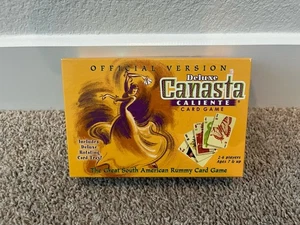 OFFICIAL VERSION
Deluxe
Canasta
CALIENTE
CARD GAME
Includes
Deluxe
Rotating
Card Tray
2-6 players
Ages 7 & up
The Great South American Rummy Card Game